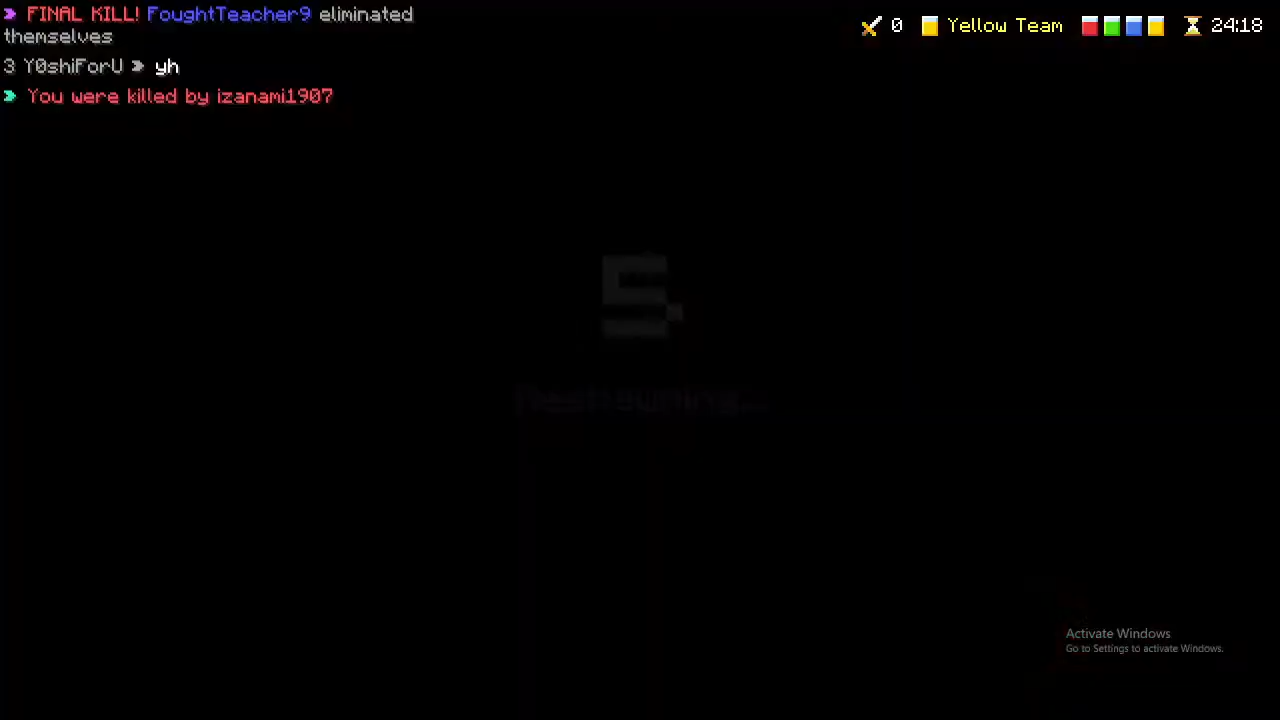 » FINAL KILL! FoughtTeacher9 eliminated
themselves
3 Y0shiForU » yh
» You were killed by izanami1907
0 Yellow Team 24:18
5
Respawning...
Activate Windows
Go to Settings to activate Windows.